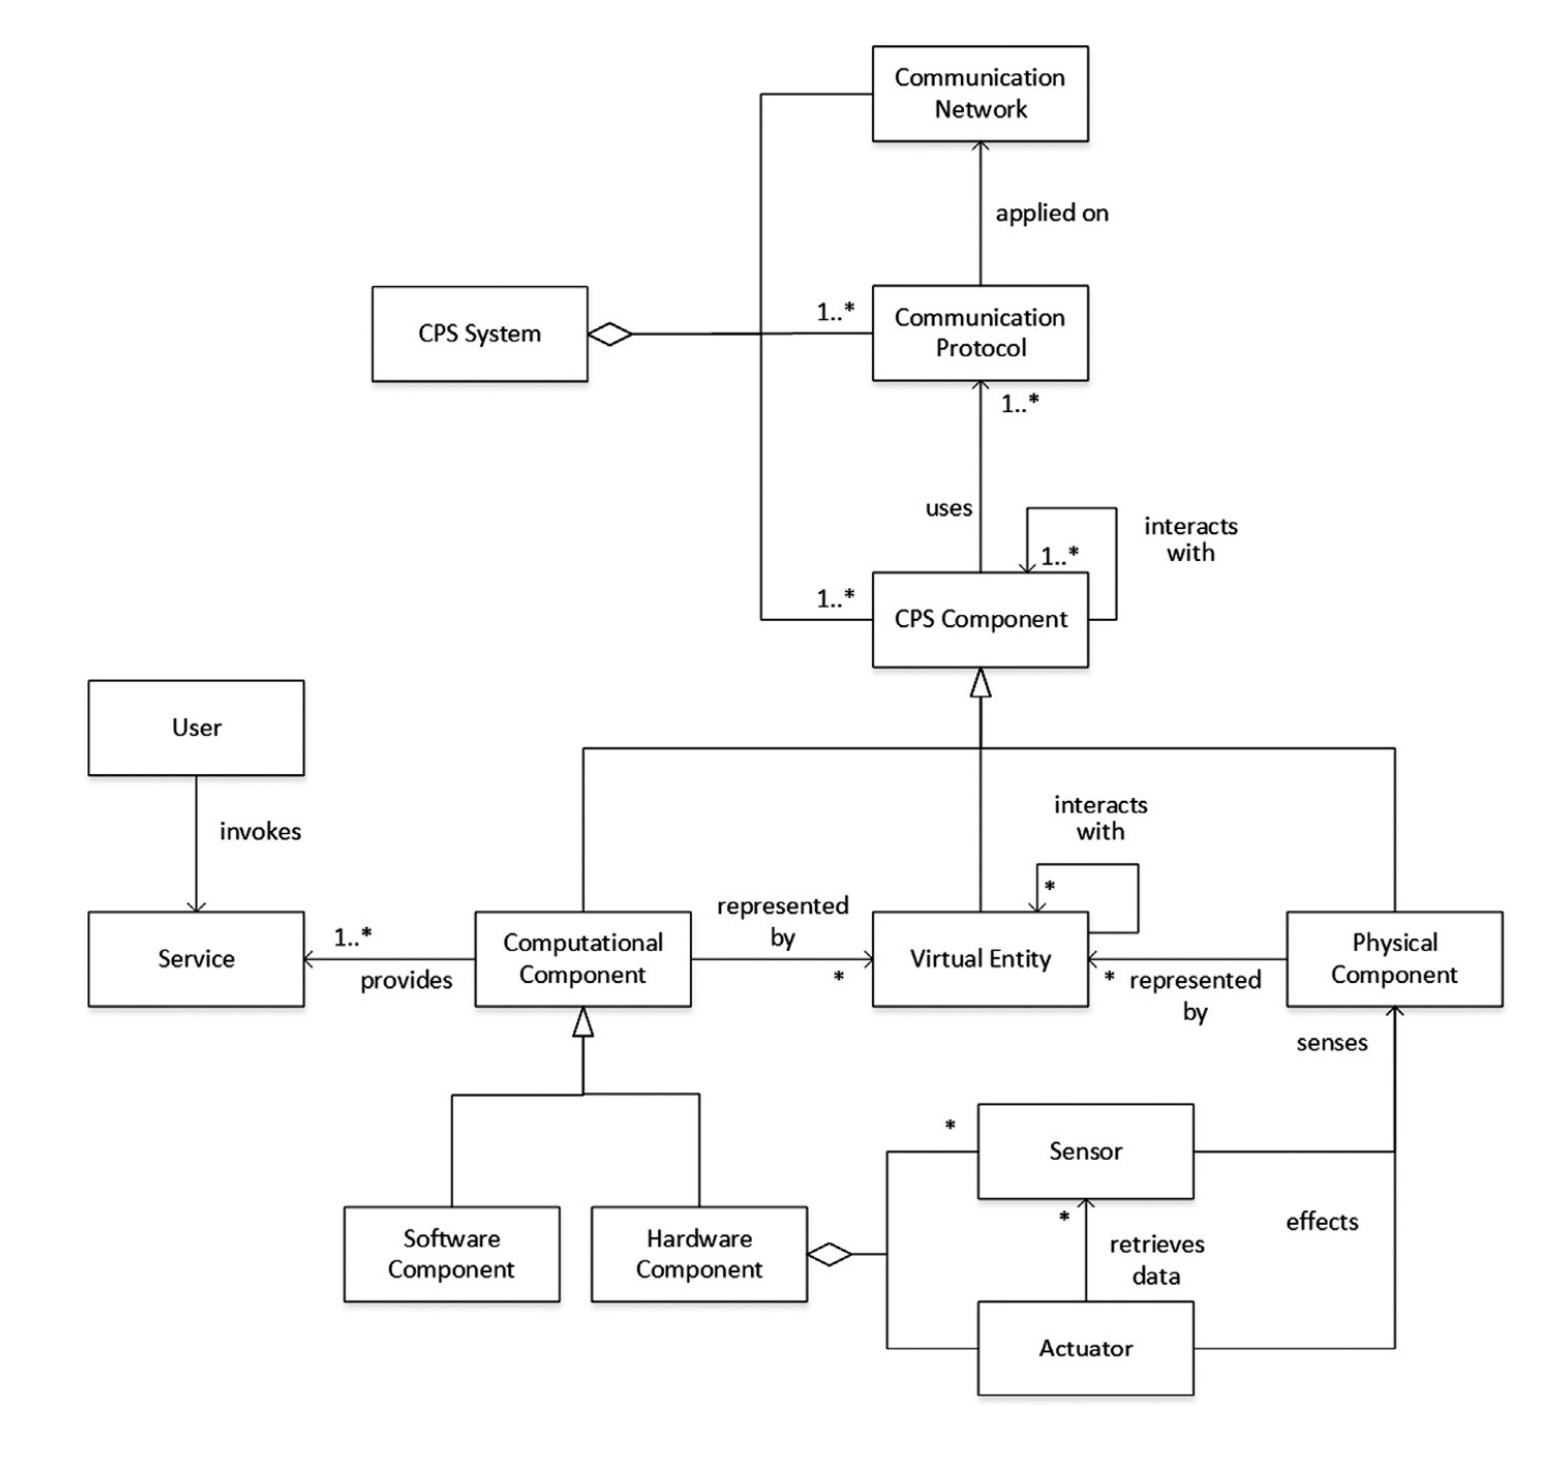 Communication
Network
applied on
CPS System
1..*
Communication
Protocol
1..*
uses
interacts
with
1..*
1..*
CPS Component
User
invokes
interacts
with
*
represented
by
*
1..*
provides
Service
Computational
Component
Virtual Entity
*
represented
by
Physical
Component
senses
*
Sensor
*
retrieves
data
effects
Software
Component
Hardware
Component
Actuator